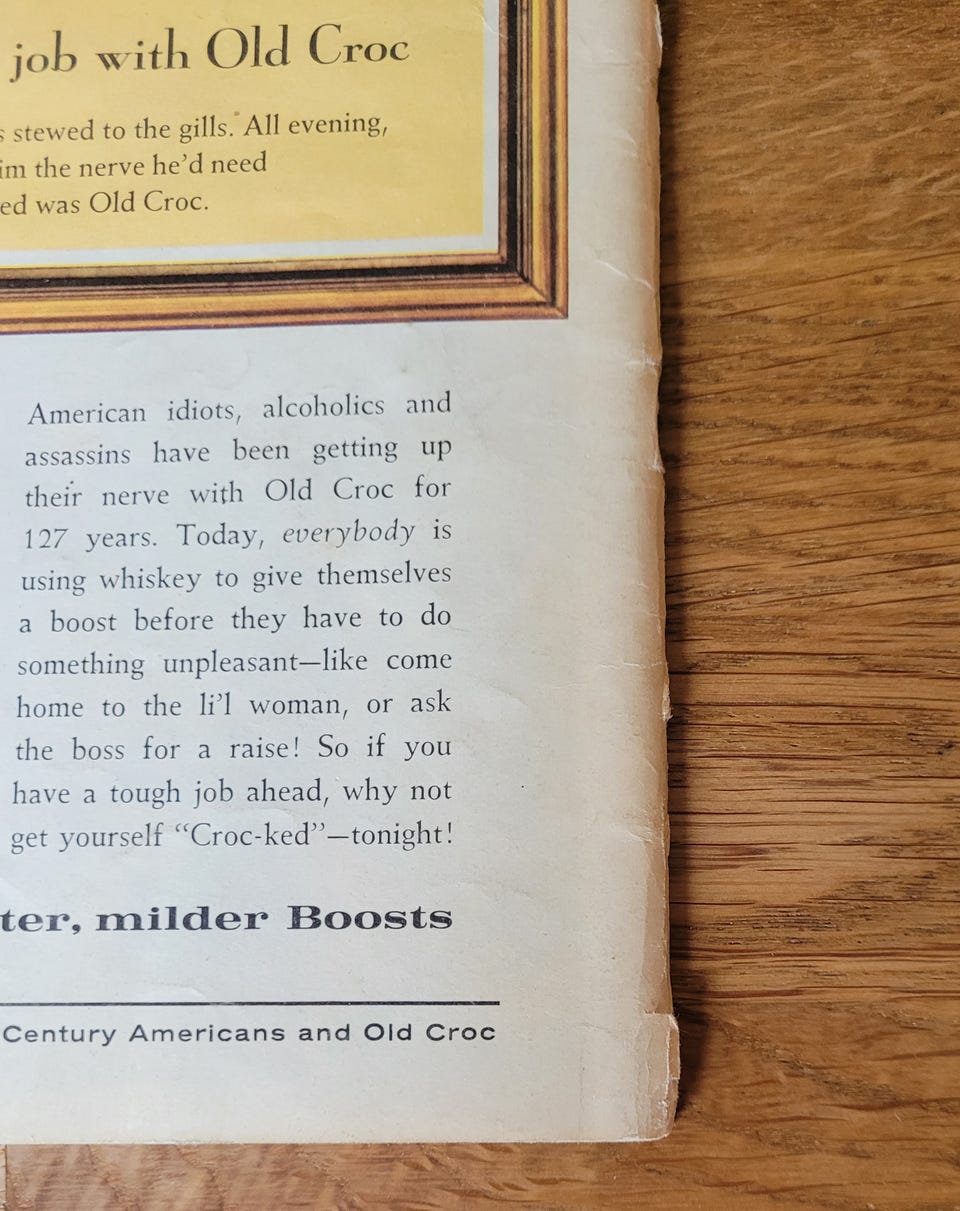 job with Old Croc
stewed to the gills. All evening,
the nerve he'd need
was Old Croc.
American idiots, alcoholics and
assassins have been getting up
their nerve with Old Croc for
127 years. Today, everybody is
using whiskey to give themselves
a boost before they have to do
something unpleasant—like come
home to the li'l woman, or ask
the boss for a raise! So if you
have a tough job ahead, why not
get yourself “Croc-ked”—tonight!
milder Boosts
Century Americans and Old Croc